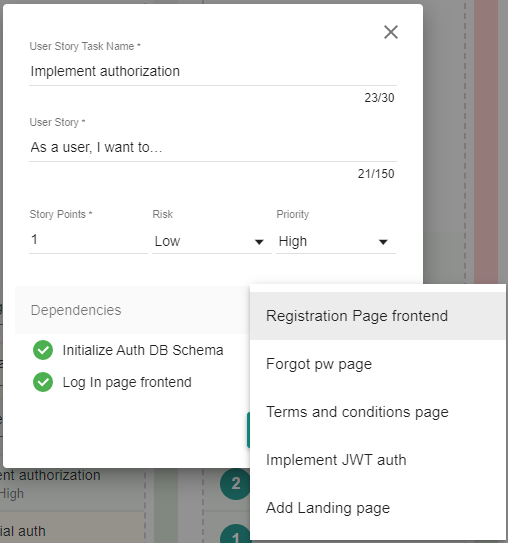 User Story Task Name *
Implement authorization
23/30
User Story *
As a user, I want to…
21/150
Story Points *
Risk
Priority
1
Low
High
Dependencies
Initialize Auth DB Schema
Log In page frontend
Registration Page frontend
Forgot pw page
Terms and conditions page
Implement JWT auth
Add Landing page
authorization
High
auth
2
1